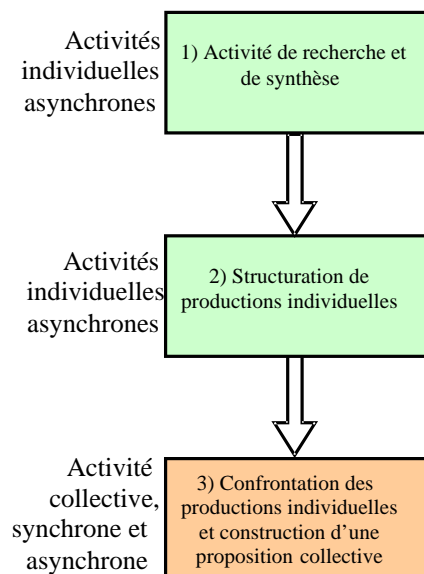 Activités
individuelles
asynchrones
1) Activité de recherche et
de synthèse
Activités
individuelles
asynchrones
2) Structuration de
productions individuelles
Activité
collective,
synchrone et
asynchrone
3) Confrontation des
productions individuelles
et construction d’une
proposition collective